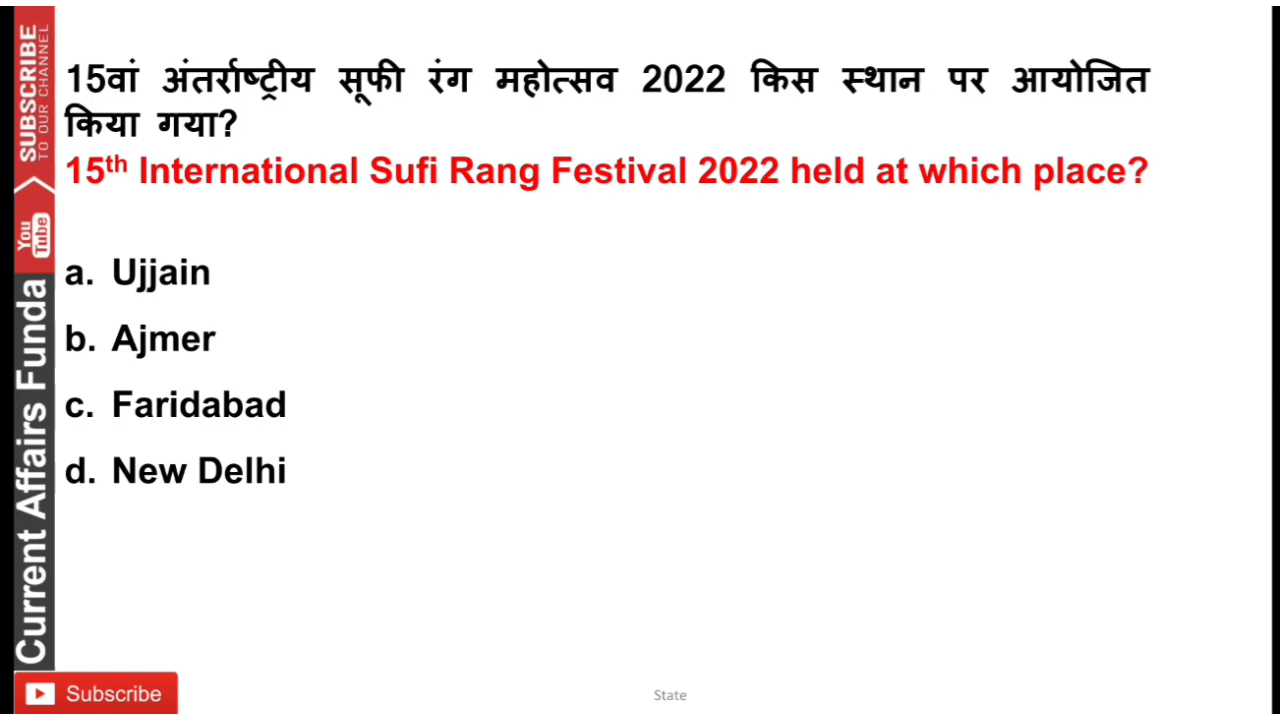 15वां अंतर्राष्ट्रीय सूफी रंग महोत्सव 2022 किस स्थान पर आयोजित
किया गया?
15th International Sufi Rang Festival 2022 held at which place?
a. Ujjain
b. Ajmer
c. Faridabad
d. New Delhi
SUBSCRIBE
TO OUR CHANNEL
You
Tube
Current Affairs Funda
Subscribe
State